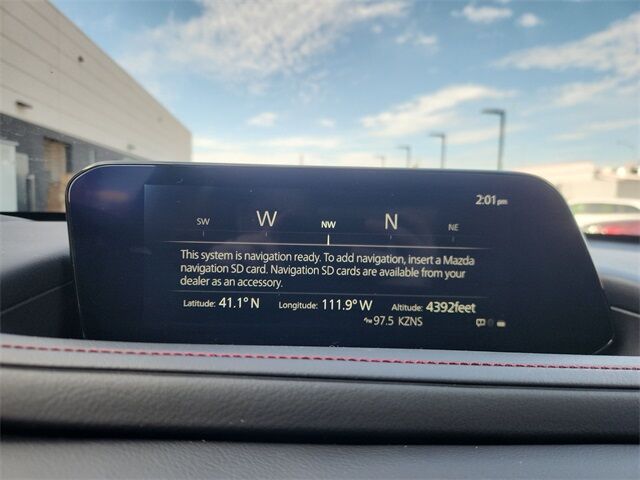 2:01pm
SW W NW N NE
This system is navigation ready. To add navigation, insert a Mazda
navigation SD card. Navigation SD cards are available from your
dealer as an accessory.
Latitude: 41.1° N Longitude: 111.9° W Altitude: 4392feet
97.5 KZNS